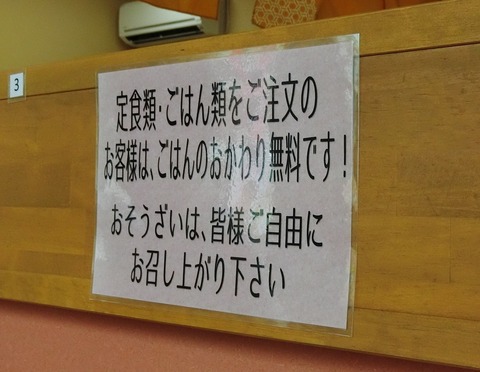 3
定食類・ごはん類をご注文の
お客様は、ごはんのおかわり無料です！
おそうざいは、皆様ご自由に
お召し上がり下さい